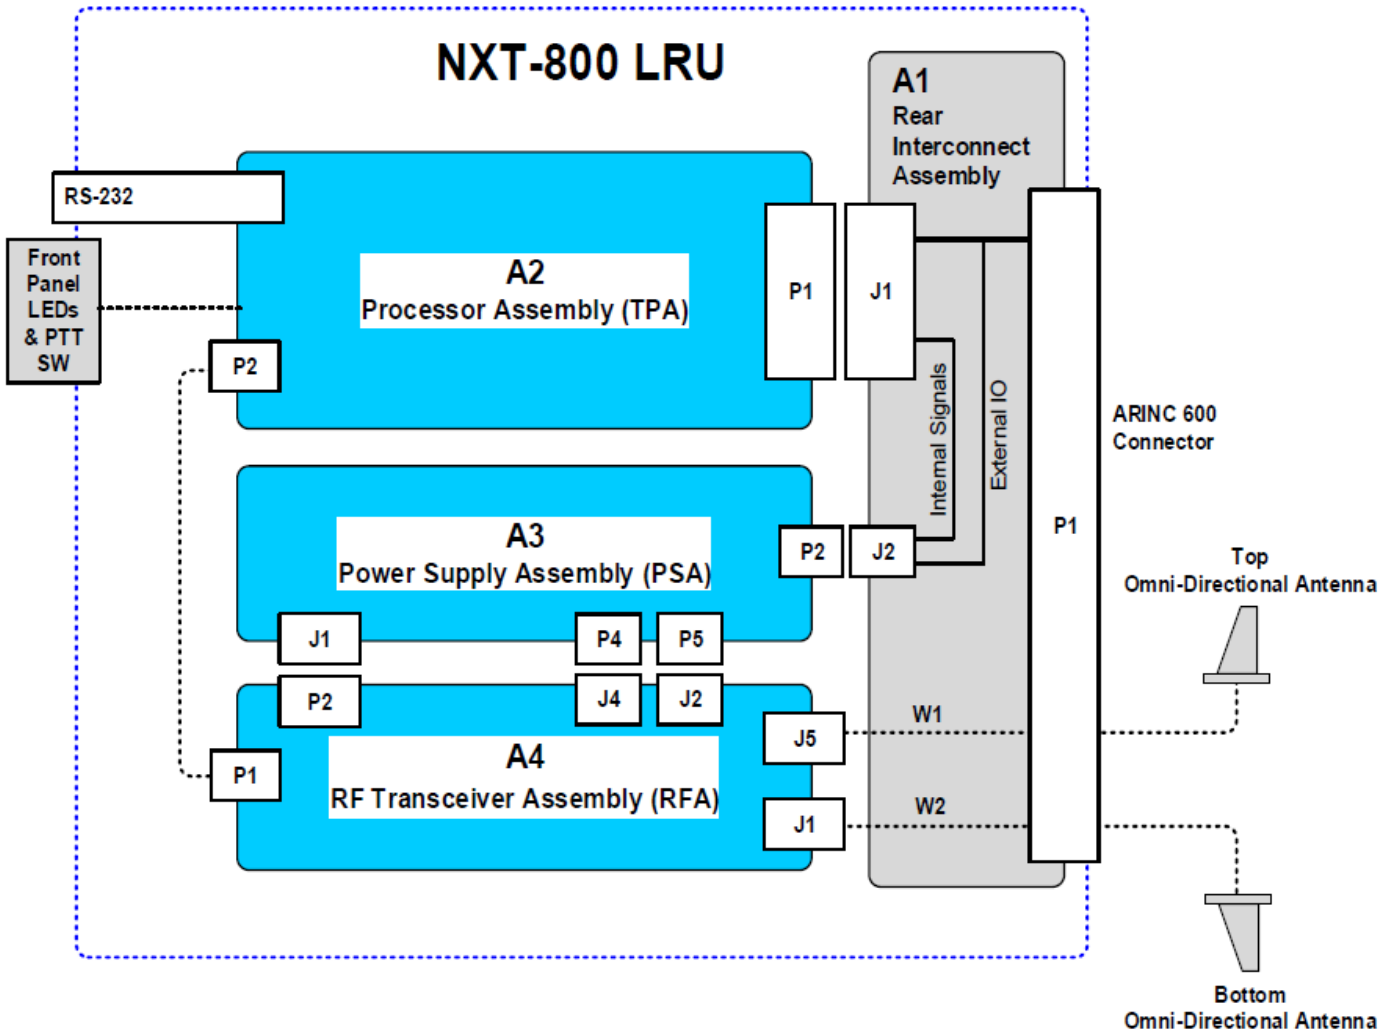 NXT-800 LRU
A1
Rear
Interconnect
Assembly
RS-232
Front
Panel
LEDs
& PTT
SW
A2
Processor Assembly (TPA)
P1
J1
P2
Internal Signals
External IO
ARINC 600
Connector
P1
A3
Power Supply Assembly (PSA)
P2
J2
J1
P4
P5
Top
Omni-Directional Antenna
P2
J4
J2
A4
RF Transceiver Assembly (RFA)
P1
J5
W1
J1
W2
Bottom
Omni-Directional Antenna